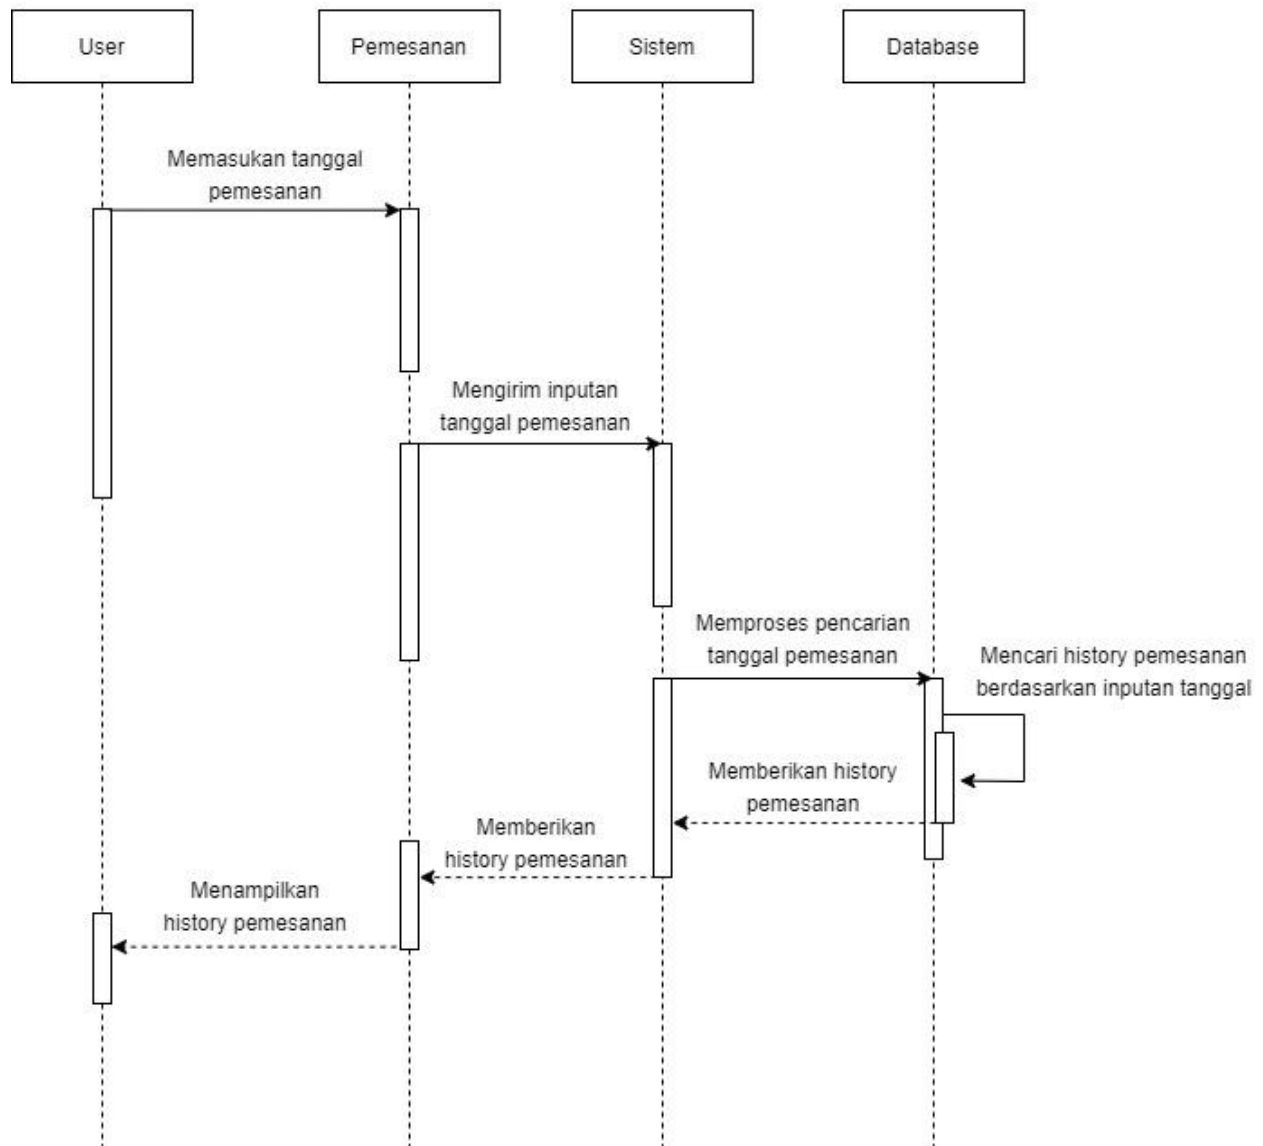 User
Pemesanan
Sistem
Database
Memasukan tanggal
pemesanan
Mengirim inputan
tanggal pemesanan
Memproses pencarian
tanggal pemesanan
Mencari history pemesanan
berdasarkan inputan tanggal
Memberikan history
pemesanan
Memberikan
history pemesanan
Menampilkan
history pemesanan